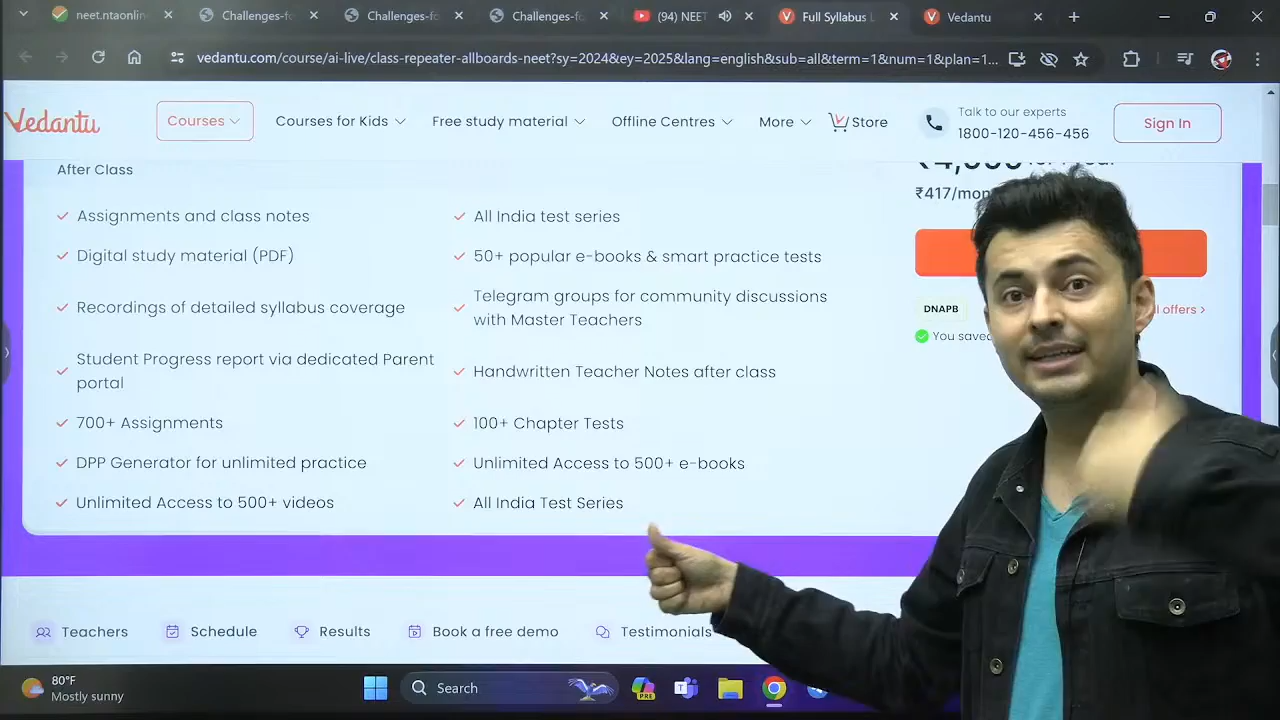 neet.ntaonlin
Challenges-fo
Challenges-fo
Challenges-fo
(94) NEET
Full Syllabus L
Vedantu
vedantu.com/course/ai-live/class-repeater-allboards-neet?sy=2024&ey=2025&lang=english&sub=all&term=1&num=1&plan=1...
Vedantu
Courses
Courses for Kids
Free study material
Offline Centres
More
Store
Talk to our experts
1800-120-456-456
Sign In
After Class
Assignments and class notes
Digital study material (PDF)
Recordings of detailed syllabus coverage
Student Progress report via dedicated Parent
portal
700+ Assignments
DPP Generator for unlimited practice
Unlimited Access to 500+ videos
All India test series
50+ popular e-books & smart practice tests
Telegram groups for community discussions
with Master Teachers
Handwritten Teacher Notes after class
100+ Chapter Tests
Unlimited Access to 500+ e-books
All India Test Series
₹417/mon
DNAPB
offers >
You saved
Teachers
Schedule
Results
Book a free demo
Testimonials
80°F
Mostly sunny
Search
PRE